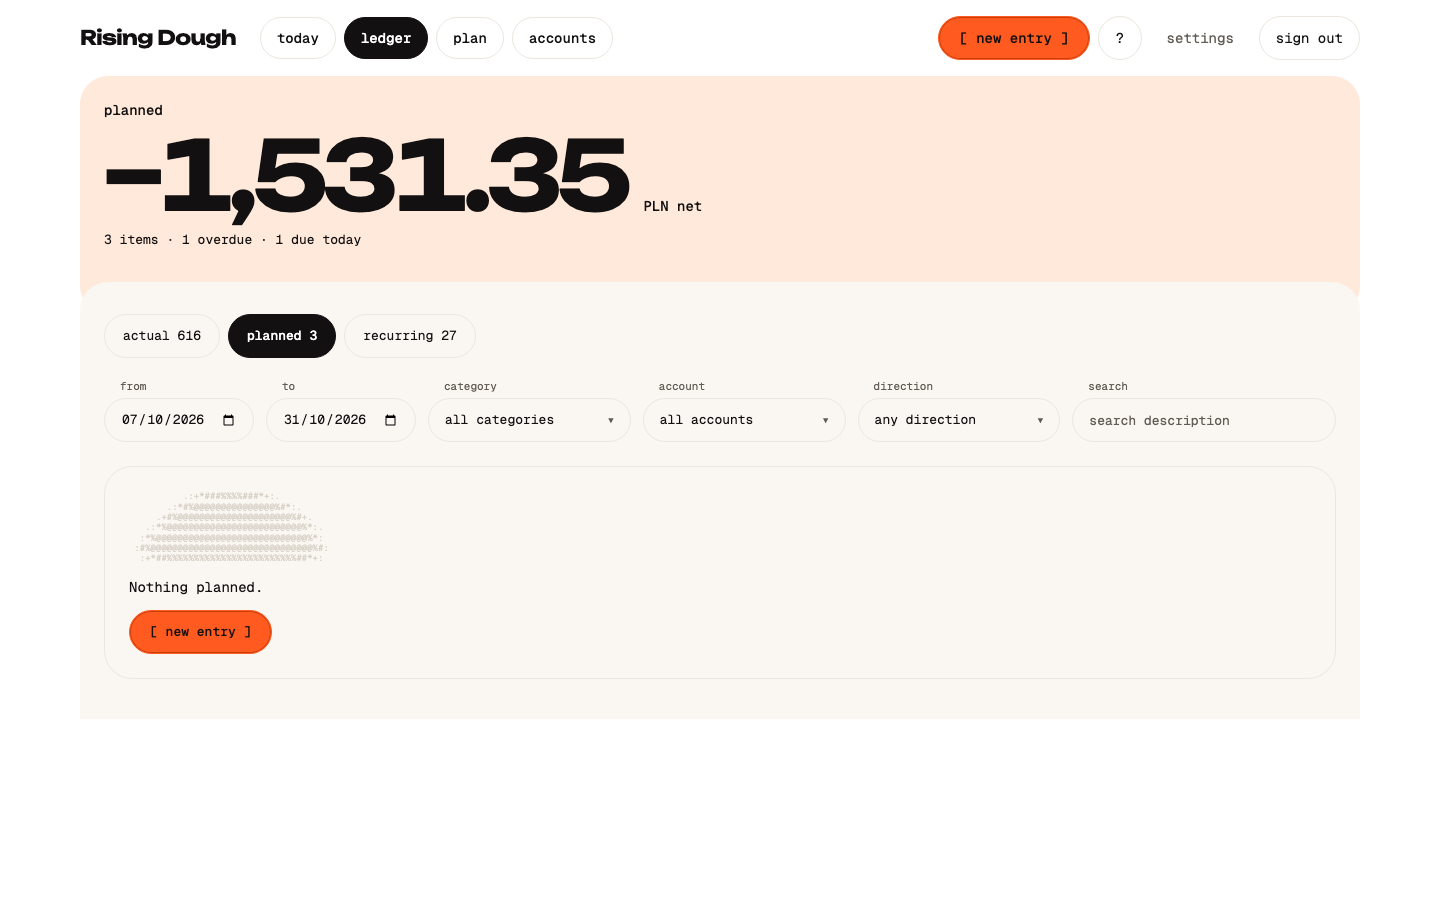 Rising Dough today ledger plan accounts [ new entry ] ? settings sign out
planned
−1,531.35 PLN net
3 items · 1 overdue · 1 due today
actual 616 planned 3 recurring 27
from to category account direction search
07/10/2026 31/10/2026 all categories ▾ all accounts ▾ any direction ▾ search description
Nothing planned.
[ new entry ]